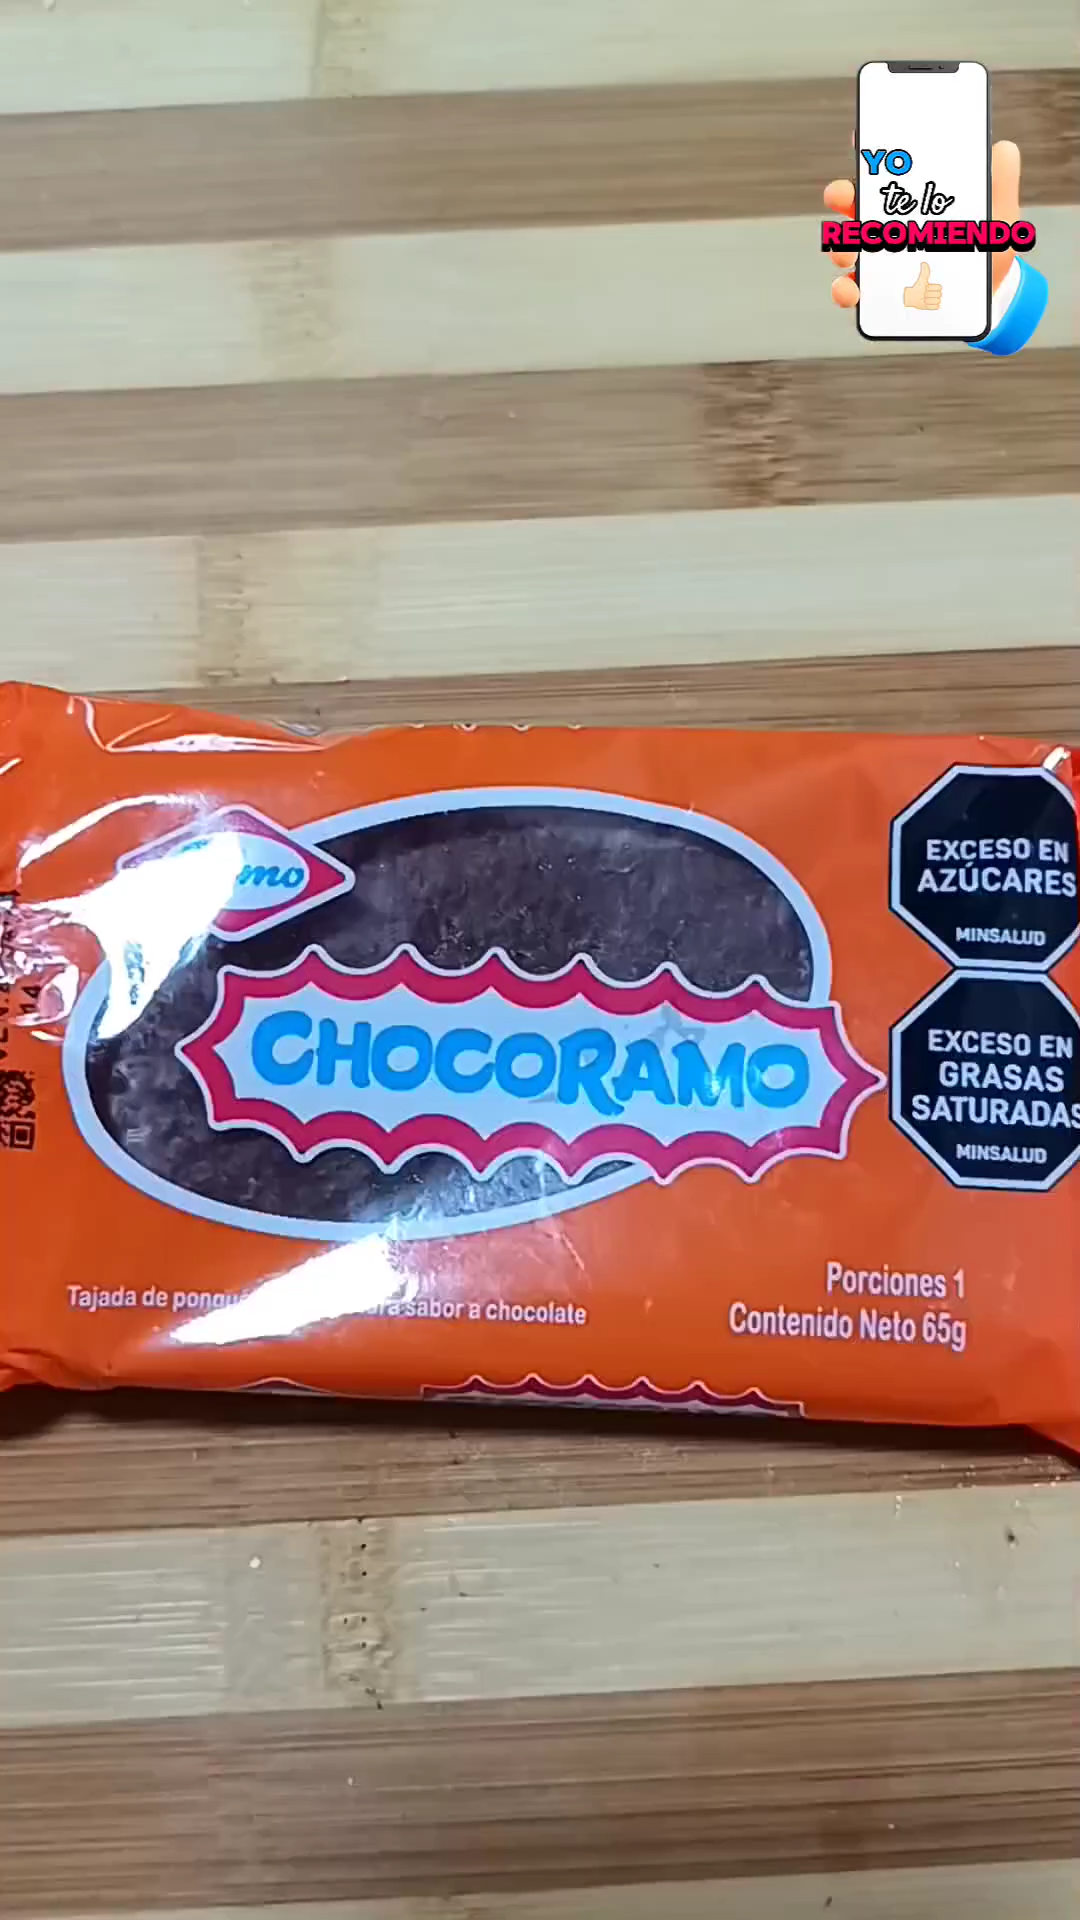 YO
te lo
RECOMIENDO
EXCESO EN
AZÚCARES
MINSALUD
CHOCORAMO
EXCESO EN
GRASAS
SATURADAS
MINSALUD
Tajada de sabor a chocolate
Porciones 1
Contenido Neto 65g